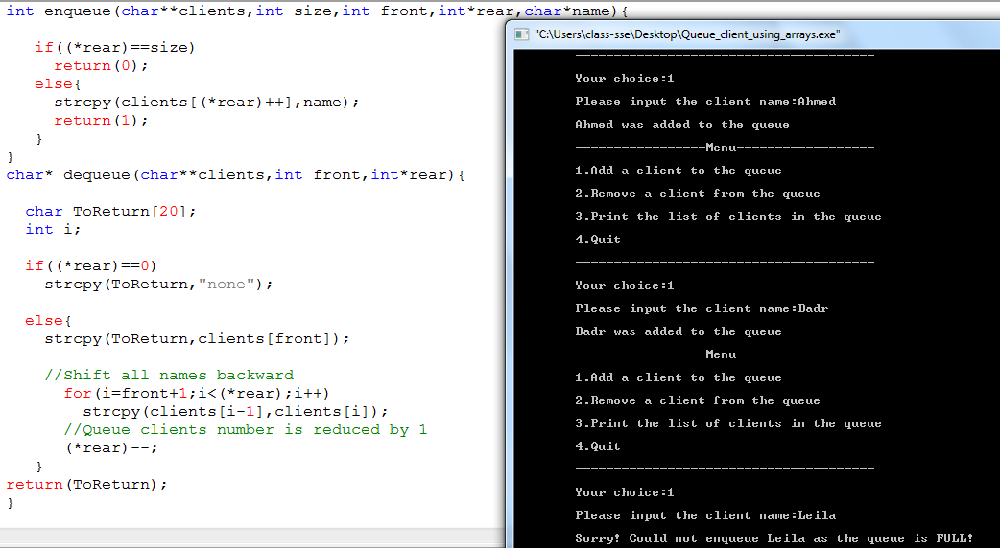 int enqueue(char**clients,int size,int front,int*rear,char*name){
if((*rear)==size)
return(0);
else{
strcpy(clients[(*rear)++],name);
return(1);
}
}
char* dequeue(char**clients,int front,int*rear){
char ToReturn[20];
int i;
if((*rear)==0)
strcpy(ToReturn,"none");
else{
strcpy(ToReturn,clients[front]);
//Shift all names backward
for(i=front+1;i<(*rear);i++)
strcpy(clients[i-1],clients[i]);
//Queue clients number is reduced by 1
(*rear)--;
}
return(ToReturn);
}
"C:\Users\class-sse\Desktop\Queue_client_using_arrays.exe"
---------------------------------------
Your choice:1
Please input the client name:Ahmed
Ahmed was added to the queue
-----------------Menu------------------
1.Add a client to the queue
2.Remove a client from the queue
3.Print the list of clients in the queue
4.Quit
---------------------------------------
Your choice:1
Please input the client name:Badr
Badr was added to the queue
-----------------Menu------------------
1.Add a client to the queue
2.Remove a client from the queue
3.Print the list of clients in the queue
4.Quit
---------------------------------------
Your choice:1
Please input the client name:Leila
Sorry! Could not enqueue Leila as the queue is FULL!